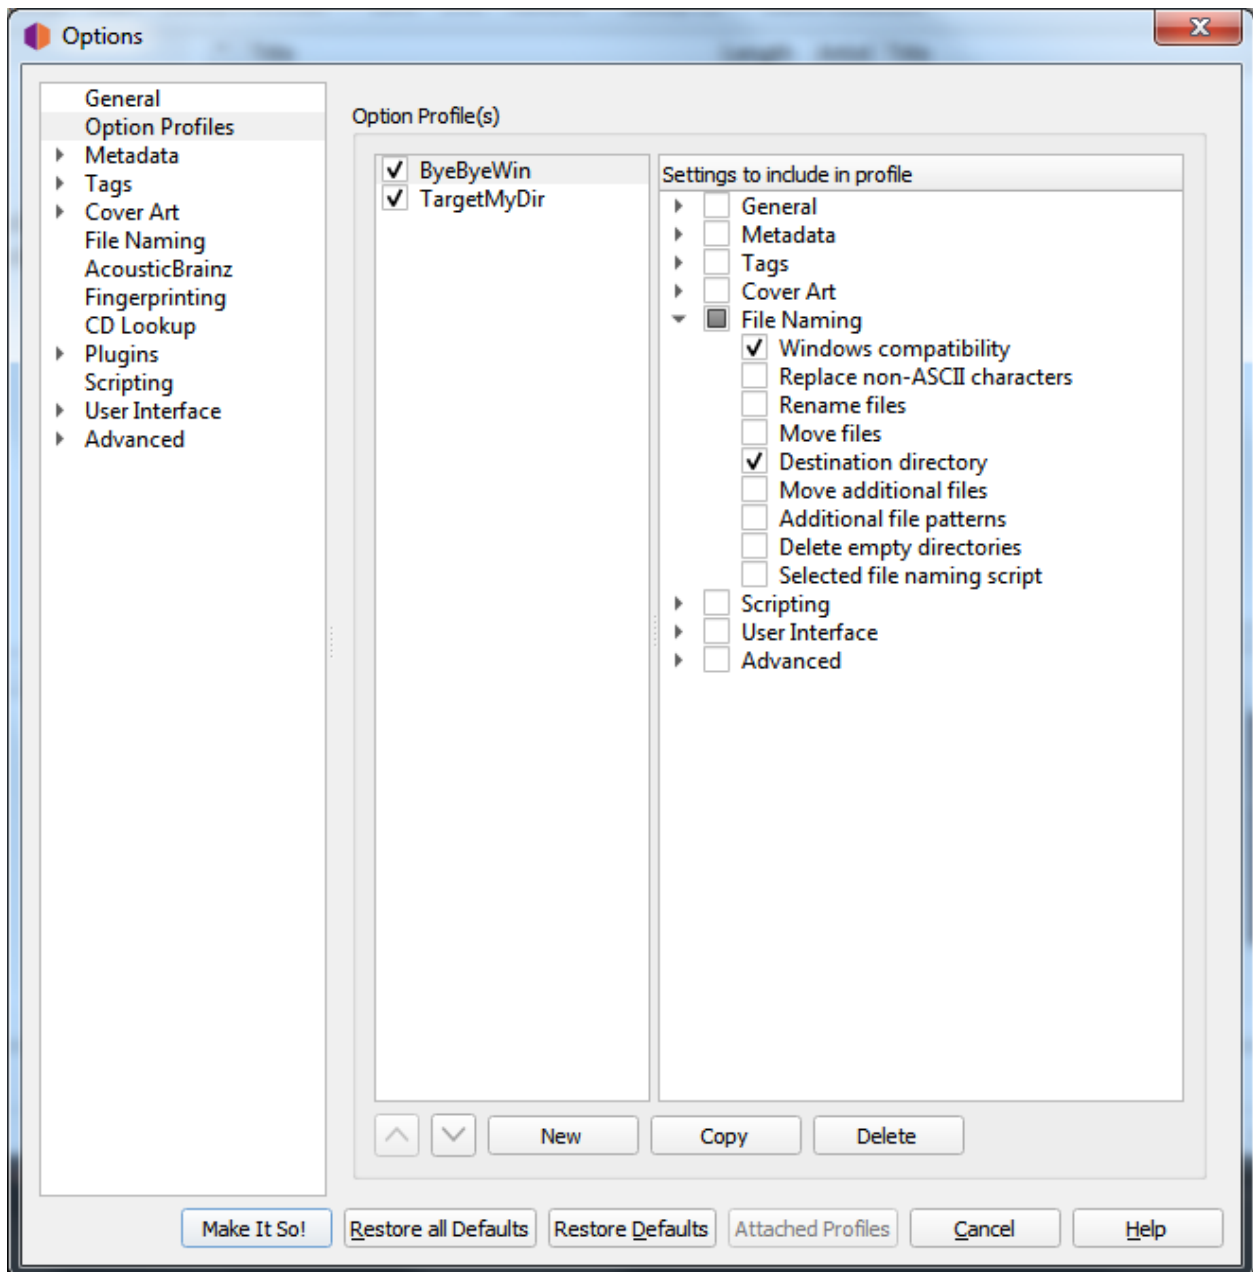 Options
General
Option Profiles
Metadata
Tags
Cover Art
File Naming
AcousticBrainz
Fingerprinting
CD Lookup
Plugins
Scripting
User Interface
Advanced
Option Profile(s)
ByeByeWin
TargetMyDir
Settings to include in profile
General
Metadata
Tags
Cover Art
File Naming
Windows compatibility
Replace non-ASCII characters
Rename files
Move files
Destination directory
Move additional files
Additional file patterns
Delete empty directories
Selected file naming script
Scripting
User Interface
Advanced
New Copy Delete
Make It So! Restore all Defaults Restore Defaults Attached Profiles Cancel Help